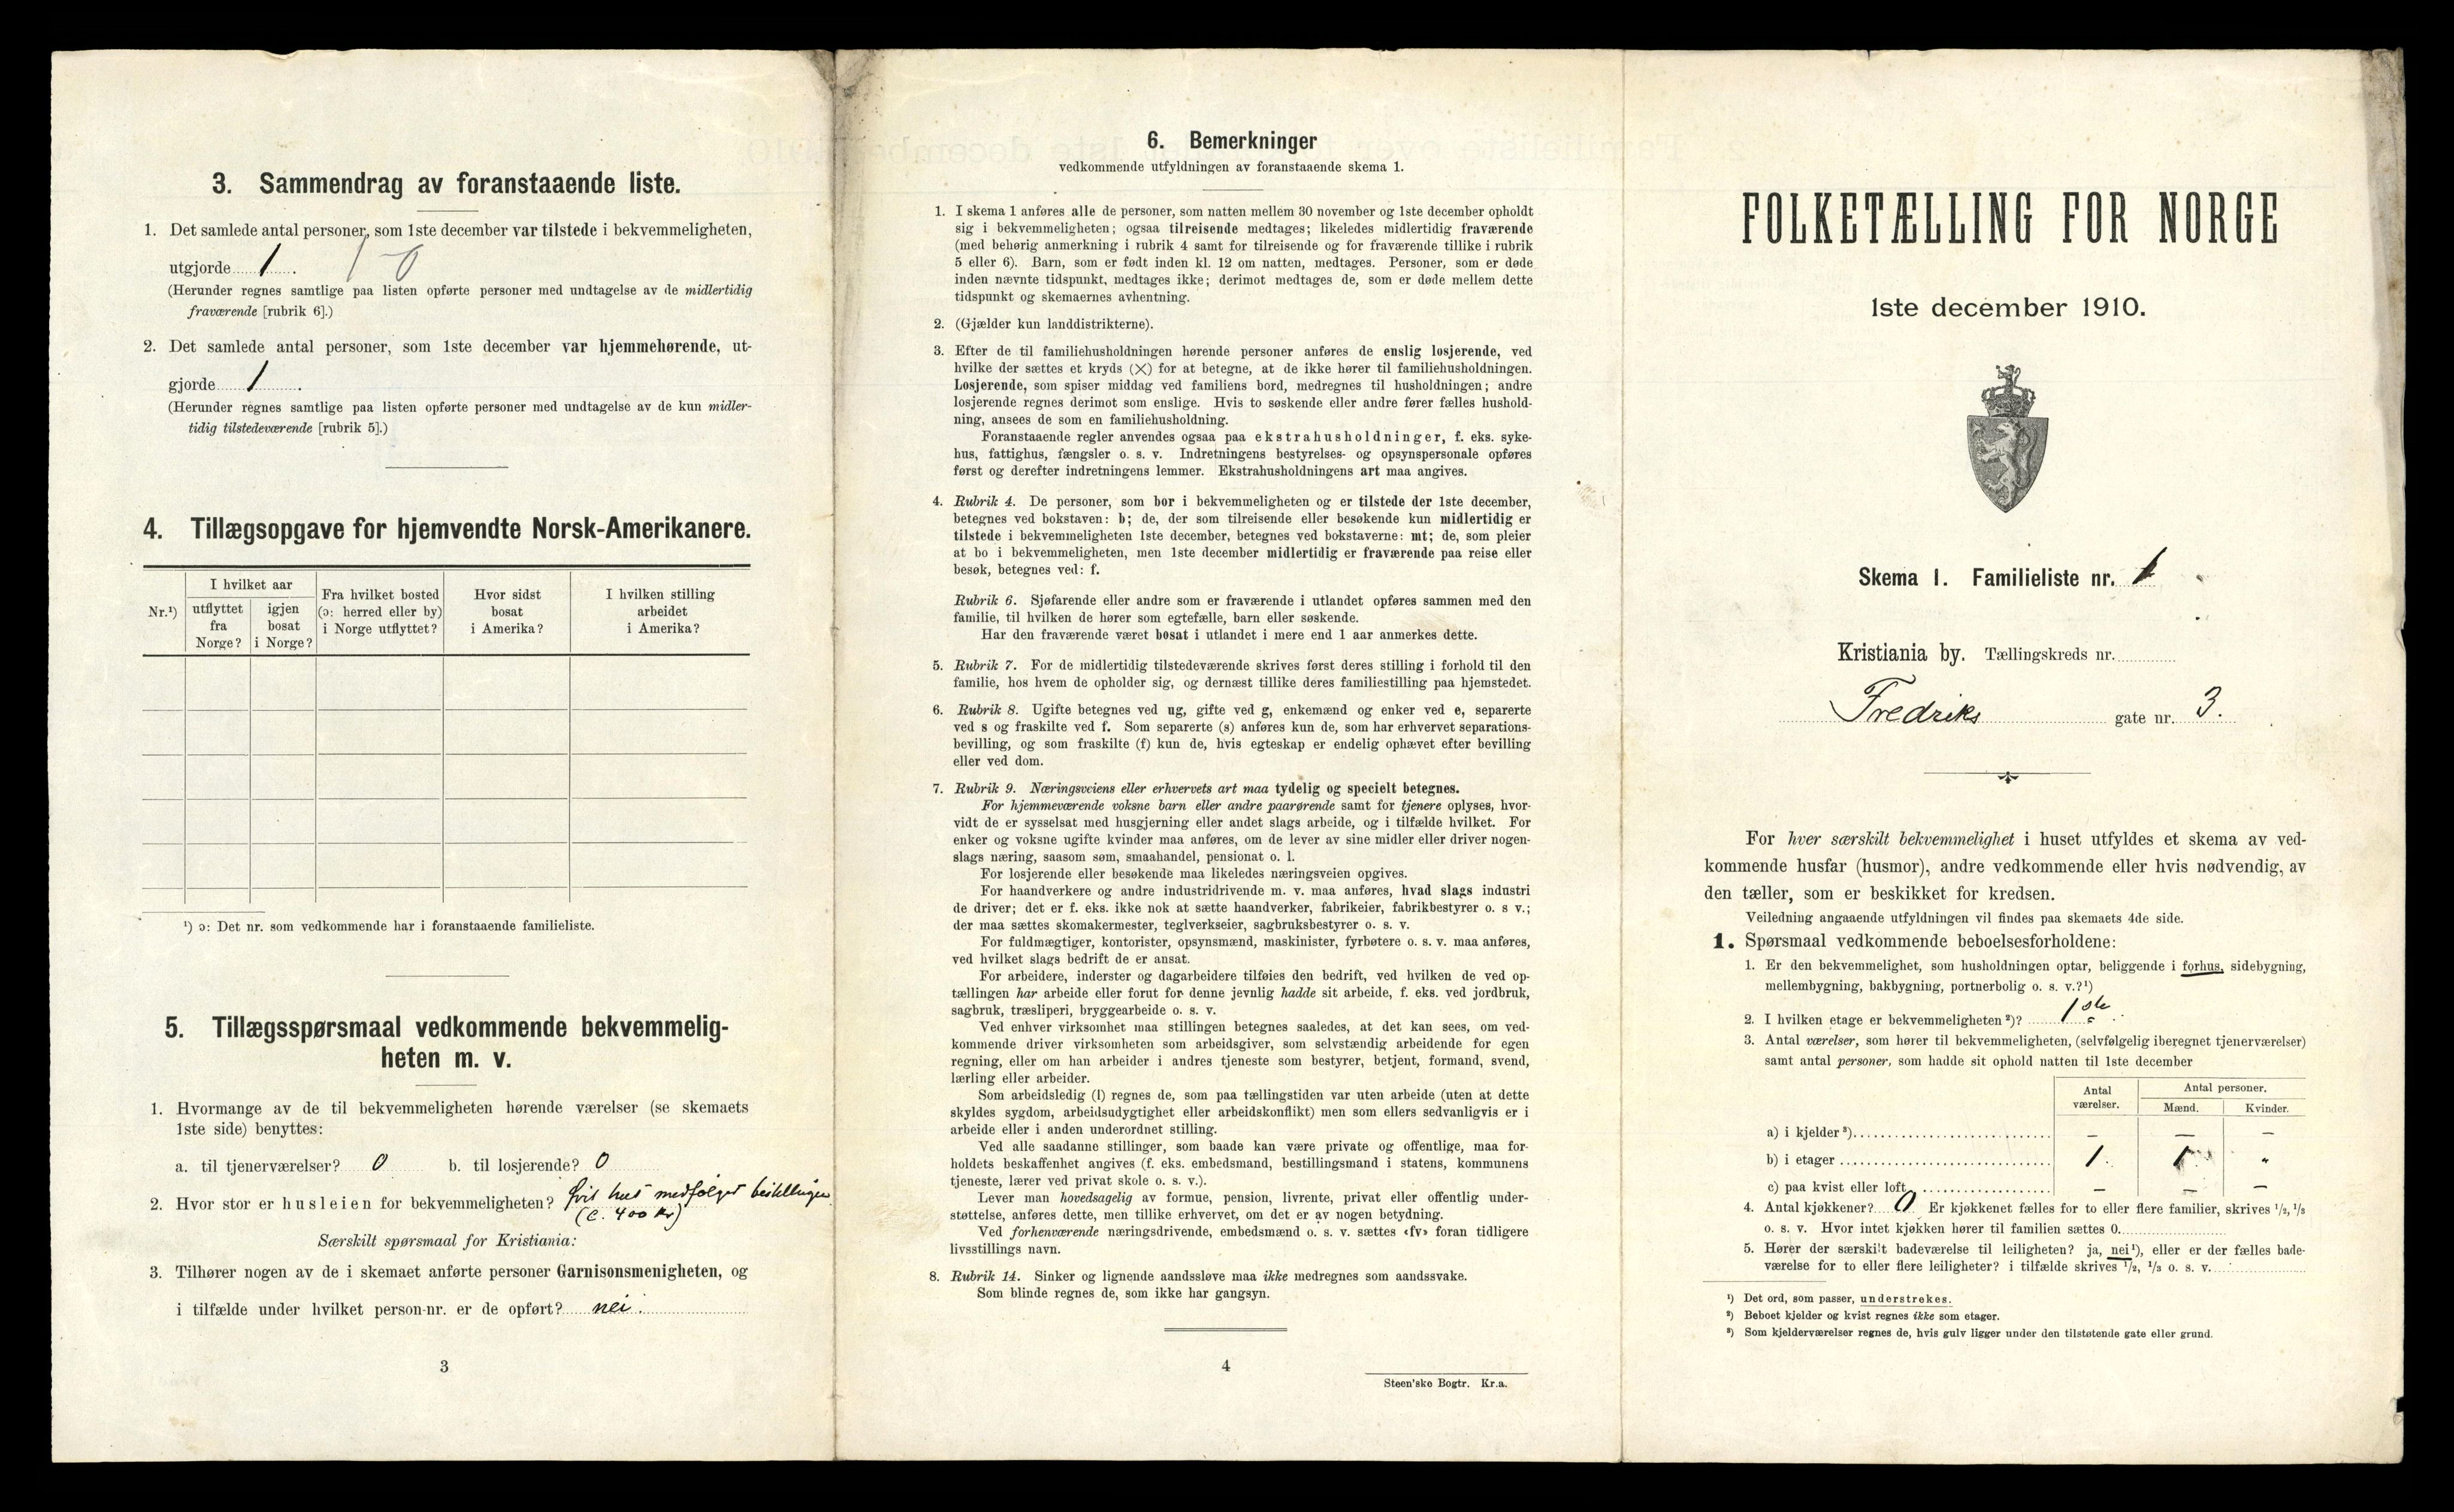 3. Sammendrag av foranstaaende liste.
1. Det samlede antal personer, som 1ste december var tilstede i bekvemmeligheten,
utgjorde 1. 1-0
(Herunder regnes samtlige paa listen opførte personer med undtagelse av de midlertidig
fraværende [rubrik 6].)
2. Det samlede antal personer, som 1ste december var hjemmehørende, ut-
gjorde 1.
(Herunder regnes samtlige paa listen opførte personer med undtagelse av de kun midler-
tidig tilstedeværende [rubrik 5].)
4. Tillægsopgave for hjemvendte Norsk-Amerikanere.
Nr.¹)
I hvilket aar
utflyttet fra Norge?
igjen bosat i Norge?
Fra hvilket bosted (ɔ: herred eller by) i Norge utflyttet?
Hvor sidst bosat i Amerika?
I hvilken stilling arbeidet i Amerika?
¹) ɔ: Det nr. som vedkommende har i foranstaaende familieliste.
5. Tillægsspørsmaal vedkommende bekvemmelig-
heten m. v.
1. Hvormange av de til bekvemmeligheten hørende værelser (se skemaets
1ste side) benyttes:
a. til tjenerværelser? 0 b. til losjerende? 0
2. Hvor stor er husleien for bekvemmeligheten? frit hus medfølger bestillingen
(c. 400 Kr)
Særskilt spørsmaal for Kristiania:
3. Tilhører nogen av de i skemaet anførte personer Garnisonsmenigheten, og
i tilfælde under hvilket person-nr. er de opført? nei.
3
6. Bemerkninger
vedkommende utfyldningen av foranstaaende skema 1.
1. I skema 1 anføres alle de personer, som natten mellem 30 november og 1ste december opholdt
sig i bekvemmeligheten; ogsaa tilreisende medtages; likeledes midlertidig fraværende
(med behørig anmerkning i rubrik 4 samt for tilreisende og for fraværende tillike i rubrik
5 eller 6). Barn, som er født inden kl. 12 om natten, medtages. Personer, som er døde
inden nævnte tidspunkt, medtages ikke; derimot medtages de, som er døde mellem dette
tidspunkt og skemaernes avhentning.
2. (Gjælder kun landdistrikterne).
3. Efter de til familiehusholdningen hørende personer anføres de enslig losjerende, ved
hvilke der sættes et kryds (×) for at betegne, at de ikke hører til familiehusholdningen.
Losjerende, som spiser middag ved familiens bord, medregnes til husholdningen; andre
losjerende regnes derimot som enslige. Hvis to søskende eller andre fører fælles hushold-
ning, ansees de som en familiehusholdning.
Foranstaaende regler anvendes ogsaa paa ekstrahusholdninger, f. eks. syke-
hus, fattighus, fængsler o. s. v. Indretningens bestyrelses- og opsynspersonale opføres
først og derefter indretningens lemmer. Ekstrahusholdningens art maa angives.
4. Rubrik 4. De personer, som bor i bekvemmeligheten og er tilstede der 1ste december,
betegnes ved bokstaven: b; de, der som tilreisende eller besøkende kun midlertidig er
tilstede i bekvemmeligheten 1ste december, betegnes ved bokstaverne: mt; de, som pleier
at bo i bekvemmeligheten, men 1ste december midlertidig er fraværende paa reise eller
besøk, betegnes ved: f.
Rubrik 6. Sjøfarende eller andre som er fraværende i utlandet opføres sammen med den
familie, til hvilken de hører som egtefælle, barn eller søskende.
Har den fraværende været bosat i utlandet i mere end 1 aar anmerkes dette.
5. Rubrik 7. For de midlertidig tilstedeværende skrives først deres stilling i forhold til den
familie, hos hvem de opholder sig, og dernæst tillike deres familiestilling paa hjemstedet.
6. Rubrik 8. Ugifte betegnes ved ug, gifte ved g, enkemænd og enker ved e, separerte
ved s og fraskilte ved f. Som separerte (s) anføres kun de, som har erhvervet separations-
bevilling, og som fraskilte (f) kun de, hvis egteskap er endelig ophævet efter bevilling
eller ved dom.
7. Rubrik 9. Næringsveiens eller erhvervets art maa tydelig og specielt betegnes.
For hjemmeværende voksne barn eller andre paarørende samt for tjenere oplyses, hvor-
vidt de er sysselsat med husgjerning eller andet slags arbeide, og i tilfælde hvilket. For
enker og voksne ugifte kvinder maa anføres, om de lever av sine midler eller driver nogen-
slags næring, saasom søm, smaahandel, pensionat o. l.
For losjerende eller besøkende maa likeledes næringsveien opgives.
For haandverkere og andre industridrivende m. v. maa anføres, hvad slags industri
de driver; det er f. eks. ikke nok at sætte haandverker, fabrikeier, fabrikbestyrer o. s v.;
der maa sættes skomakermester, teglverkseier, sagbruksbestyrer o. s. v.
For fuldmægtiger, kontorister, opsynsmænd, maskinister, fyrbøtere o. s. v. maa anføres,
ved hvilket slags bedrift de er ansat.
For arbeidere, inderster og dagarbeidere tilføies den bedrift, ved hvilken de ved op-
tællingen har arbeide eller forut for denne jevnlig hadde sit arbeide, f. eks. ved jordbruk,
sagbruk, træsliperi, bryggearbeide o. s. v.
Ved enhver virksomhet maa stillingen betegnes saaledes, at det kan sees, om ved-
kommende driver virksomheten som arbeidsgiver, som selvstændig arbeidende for egen
regning, eller om han arbeider i andres tjeneste som bestyrer, betjent, formand, svend,
lærling eller arbeider.
Som arbeidsledig (l) regnes de, som paa tællingstiden var uten arbeide (uten at dette
skyldes sygdom, arbeidsudygtighet eller arbeidskonflikt) men som ellers sedvanligvis er i
arbeide eller i anden underordnet stilling.
Ved alle saadanne stillinger, som baade kan være private og offentlige, maa for-
holdets beskaffenhet angives (f. eks. embedsmand, bestillingsmand i statens, kommunens
tjeneste, lærer ved privat skole o. s. v.).
Lever man hovedsagelig av formue, pension, livrente, privat eller offentlig under-
støttelse, anføres dette, men tillike erhvervet, om det er av nogen betydning.
Ved forhenværende næringsdrivende, embedsmænd o. s. v. sættes «fv» foran tidligere
livsstillings navn.
8. Rubrik 14. Sinker og lignende aandssløve maa ikke medregnes som aandssvake.
Som blinde regnes de, som ikke har gangsyn.
4
Steen'ske Bogtr. Kr.a.
FOLKETÆLLING FOR NORGE
1ste december 1910.
Skema 1. Familieliste nr. 1
Kristiania by. Tællingskreds nr.
Fredriks gate nr. 3.
For hver særskilt bekvemmelighet i huset utfyldes et skema av ved-
kommende husfar (husmor), andre vedkommende eller hvis nødvendig, av
den tæller, som er beskikket for kredsen.
Veiledning angaaende utfyldningen vil findes paa skemaets 4de side.
1. Spørsmaal vedkommende beboelsesforholdene:
1. Er den bekvemmelighet, som husholdningen optar, beliggende i forhus, sidebygning,
mellembygning, bakbygning, portnerbolig o. s. v.?¹)
2. I hvilken etage er bekvemmeligheten²)? 1ste
3. Antal værelser, som hører til bekvemmeligheten, (selvfølgelig iberegnet tjenerværelser)
samt antal personer, som hadde sit ophold natten til 1ste december
Antal værelser. Antal personer.
Mænd. Kvinder.
a) i kjelder³) — — —
b) i etager 1. 1 "
c) paa kvist eller loft — — —
4. Antal kjøkkener? 0 Er kjøkkenet fælles for to eller flere familier, skrives ¹/₂, ¹/₃
o. s. v. Hvor intet kjøkken hører til familien sættes 0.
5. Hører der særskilt badeværelse til leiligheten? ja, nei¹), eller er der fælles bade-
værelse for to eller flere leiligheter? i tilfælde skrives ¹/₂, ¹/₃ o. s. v.
¹) Det ord, som passer, understrekes.
²) Beboet kjelder og kvist regnes ikke som etager.
³) Som kjelderværelser regnes de, hvis gulv ligger under den tilstøtende gate eller grund.